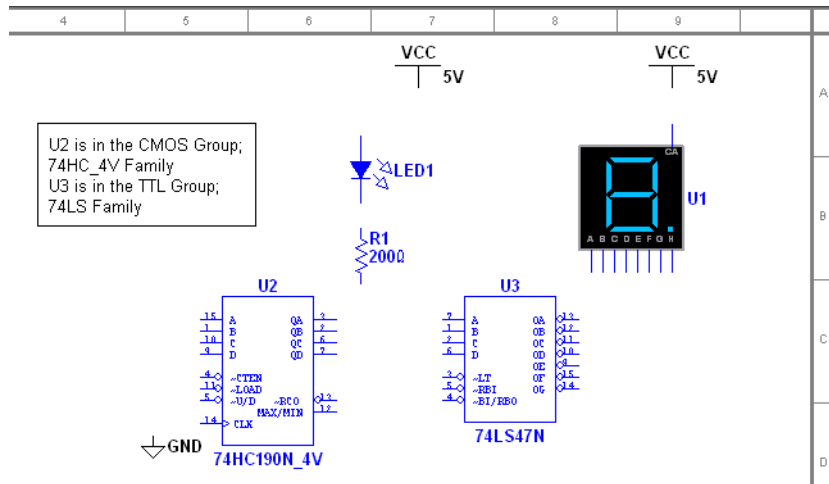 4 5 6 7 8 9
VCC VCC
5V 5V
A
U2 is in the CMOS Group;
74HC_4V Family
U3 is in the TTL Group;
74LS Family
LED1
CA
U1
B
A B C D E F G H
R1
200Ω
U2 U3
15 A QA 3 7 A OA 13
1 B QB 2 1 B OB 12
10 C QC 6 2 C OC 11
9 D QD 7 6 D OD 10
OE 9
4 ~CTEN 3 ~LT OF 15
11 ~LOAD 5 ~RBI OG 14
5 ~U/D ~RCO 13 4 ~BI/RBO
MAX/MIN 12
14 CLK
C
GND
74HC190N_4V
74LS47N
D